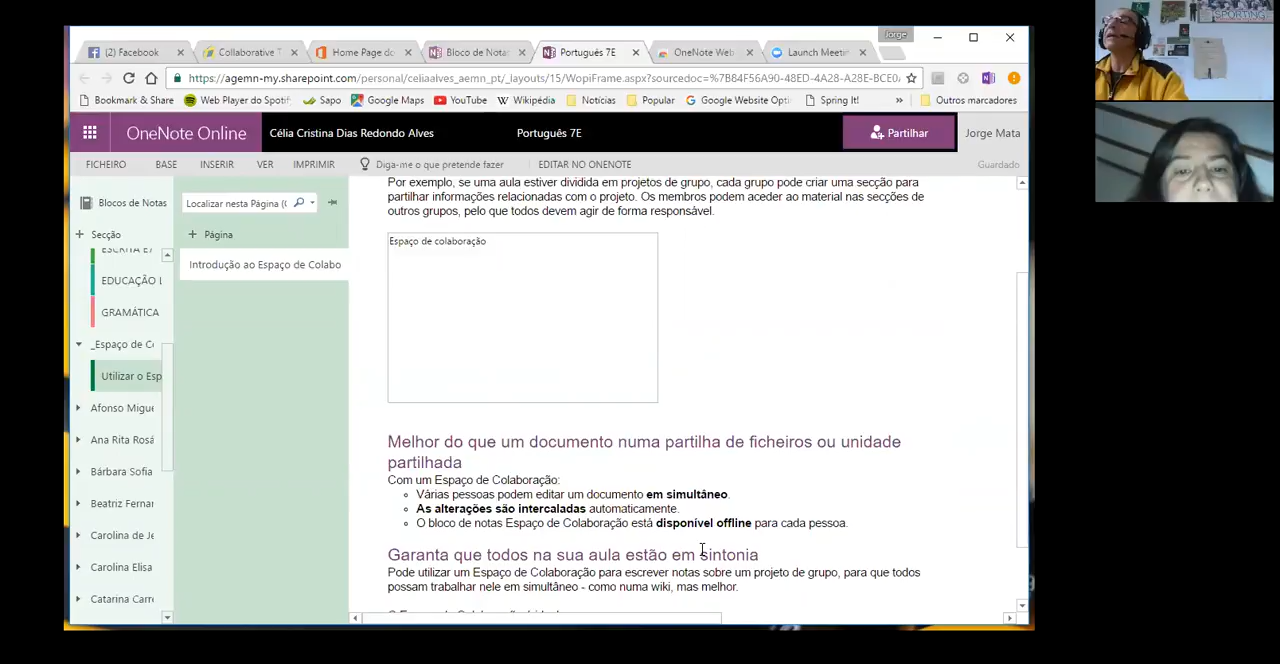 Jorge
(2) Facebook
Collaborative T
Home Page do
Bloco de Nota
Português 7E
OneNote Web
Launch Meeti
https://agemn-my.sharepoint.com/personal/celiaalves_aemn_pt/_layouts/15/WopiFrame.aspx?sourcedoc=%7B84F56A90-48ED-4A28-A28E-BCE0
Bookmark & Share
Web Player do Spotif
Sapo
Google Maps
YouTube
Wikipédia
Notícias
Popular
Google Website Opti
Spring It!
»
Outros marcadores
OneNote Online
Célia Cristina Dias Redondo Alves
Português 7E
Partilhar
Jorge Mata
FICHEIRO
BASE
INSERIR
VER
IMPRIMIR
Diga-me o que pretende fazer
EDITAR NO ONENOTE
Guardado
Blocos de Notas
Localizar nesta Página (C
+ Secção
+ Página
ESCRITA E/
EDUCAÇÃO L
GRAMÁTICA
_Espaço de C
Utilizar o Esp
Afonso Migue
Ana Rita Rosá
Bárbara Sofia
Beatriz Fernar
Carolina de Je
Carolina Elisa
Catarina Carre
Introdução ao Espaço de Colabo
Por exemplo, se uma aula estiver dividida em projetos de grupo, cada grupo pode criar uma secção para
partilhar informações relacionadas com o projeto. Os membros podem aceder ao material nas secções de
outros grupos, pelo que todos devem agir de forma responsável.
Espaço de colaboração
Melhor do que um documento numa partilha de ficheiros ou unidade
partilhada
Com um Espaço de Colaboração:
Várias pessoas podem editar um documento em simultâneo.
As alterações são intercaladas automaticamente.
O bloco de notas Espaço de Colaboração está disponível offline para cada pessoa.
Garanta que todos na sua aula estão em sintonia
Pode utilizar um Espaço de Colaboração para escrever notas sobre um projeto de grupo, para que todos
possam trabalhar nele em simultâneo - como numa wiki, mas melhor.
SPORTING